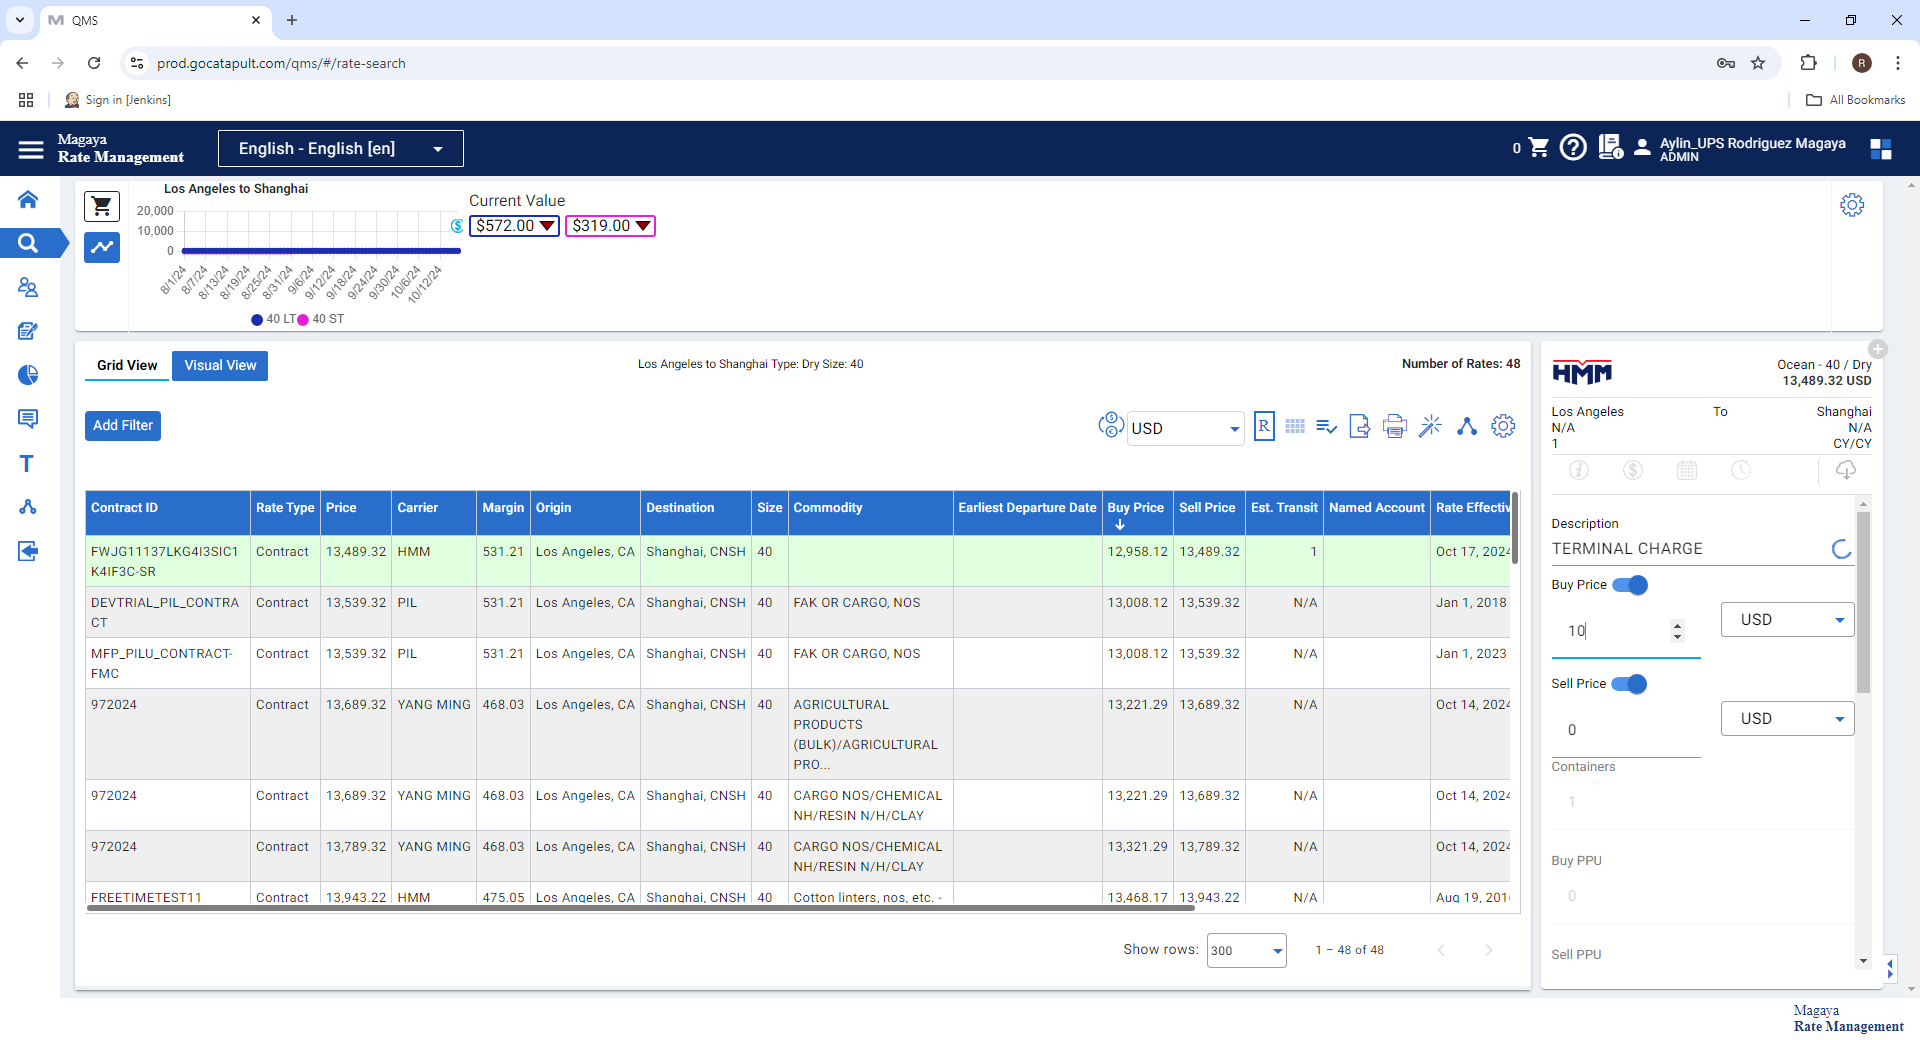 QMS
prod.gocatapult.com/qms/#/rate-search
R
Sign in [Jenkins]
All Bookmarks
Magaya
Rate Management
English - English [en]
0
Aylin_UPS Rodriguez Magaya
ADMIN
Los Angeles to Shanghai
20,000
10,000
0
8/1/24 8/7/24 8/13/24 8/19/24 8/25/24 8/31/24 9/6/24 9/12/24 9/18/24 9/24/24 9/30/24 10/6/24 10/12/24
40 LT 40 ST
Current Value
$572.00 $319.00
Grid View Visual View
Los Angeles to Shanghai Type: Dry Size: 40
Number of Rates: 48
Add Filter
USD
R
Contract ID Rate Type Price Carrier Margin Origin Destination Size Commodity Earliest Departure Date Buy Price Sell Price Est. Transit Named Account Rate Effectiv
FWJG11137LKG4I3SIC1 Contract 13,489.32 HMM 531.21 Los Angeles, CA Shanghai, CNSH 40 12,958.12 13,489.32 1 Oct 17, 2024
K4IF3C-SR
DEVTRIAL_PIL_CONTRA Contract 13,539.32 PIL 531.21 Los Angeles, CA Shanghai, CNSH 40 FAK OR CARGO, NOS 13,008.12 13,539.32 N/A Jan 1, 2018
CT
MFP_PILU_CONTRACT- Contract 13,539.32 PIL 531.21 Los Angeles, CA Shanghai, CNSH 40 FAK OR CARGO, NOS 13,008.12 13,539.32 N/A Jan 1, 2023
FMC
972024 Contract 13,689.32 YANG MING 468.03 Los Angeles, CA Shanghai, CNSH 40 AGRICULTURAL 13,221.29 13,689.32 N/A Oct 14, 2024
PRODUCTS
(BULK)/AGRICULTURAL
PRO...
972024 Contract 13,689.32 YANG MING 468.03 Los Angeles, CA Shanghai, CNSH 40 CARGO NOS/CHEMICAL 13,221.29 13,689.32 N/A Oct 14, 2024
NH/RESIN N/H/CLAY
972024 Contract 13,789.32 YANG MING 468.03 Los Angeles, CA Shanghai, CNSH 40 CARGO NOS/CHEMICAL 13,321.29 13,789.32 N/A Oct 14, 2024
NH/RESIN N/H/CLAY
FREETIMETEST11 Contract 13,943.22 HMM 475.05 Los Angeles, CA Shanghai, CNSH 40 Cotton linters, nos, etc. - 13,468.17 13,943.22 N/A Aug 19, 201
Show rows: 300 1 – 48 of 48
HMM
Ocean - 40 / Dry
13,489.32 USD
Los Angeles To Shanghai
N/A N/A
1 CY/CY
Description
TERMINAL CHARGE
Buy Price
10 USD
Sell Price
0 USD
Containers
1
Buy PPU
0
Sell PPU
Magaya
Rate Management